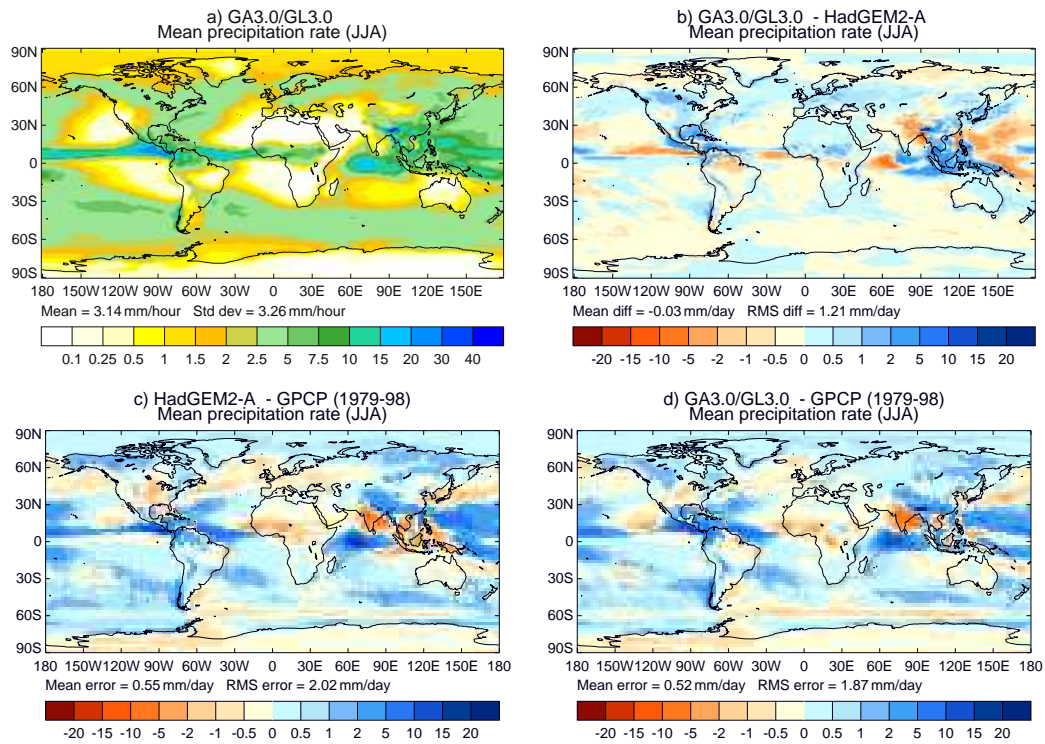 a) GA3.0/GL3.0
Mean precipitation rate (JJA)
90N
60N
30N
0
30S
60S
90S
180 150W 120W 90W 60W 30W 0 30E 60E 90E 120E 150E
Mean = 3.14 mm/hour Std dev = 3.26 mm/hour
0.1 0.25 0.5 1 1.5 2 2.5 5 7.5 10 15 20 30 40
b) GA3.0/GL3.0 - HadGEM2-A
Mean precipitation rate (JJA)
90N
60N
30N
0
30S
60S
90S
180 150W 120W 90W 60W 30W 0 30E 60E 90E 120E 150E
Mean diff = -0.03 mm/day RMS diff = 1.21 mm/day
-20 -15 -10 -5 -2 -1 -0.5 0 0.5 1 2 5 10 15 20
c) HadGEM2-A - GPCP (1979-98)
Mean precipitation rate (JJA)
90N
60N
30N
0
30S
60S
90S
180 150W 120W 90W 60W 30W 0 30E 60E 90E 120E 150E 180
Mean error = 0.55 mm/day RMS error = 2.02 mm/day
-20 -15 -10 -5 -2 -1 -0.5 0 0.5 1 2 5 10 15 20
d) GA3.0/GL3.0 - GPCP (1979-98)
Mean precipitation rate (JJA)
90N
60N
30N
0
30S
60S
90S
180 150W 120W 90W 60W 30W 0 30E 60E 90E 120E 150E 180
Mean error = 0.52 mm/day RMS error = 1.87 mm/day
-20 -15 -10 -5 -2 -1 -0.5 0 0.5 1 2 5 10 15 20